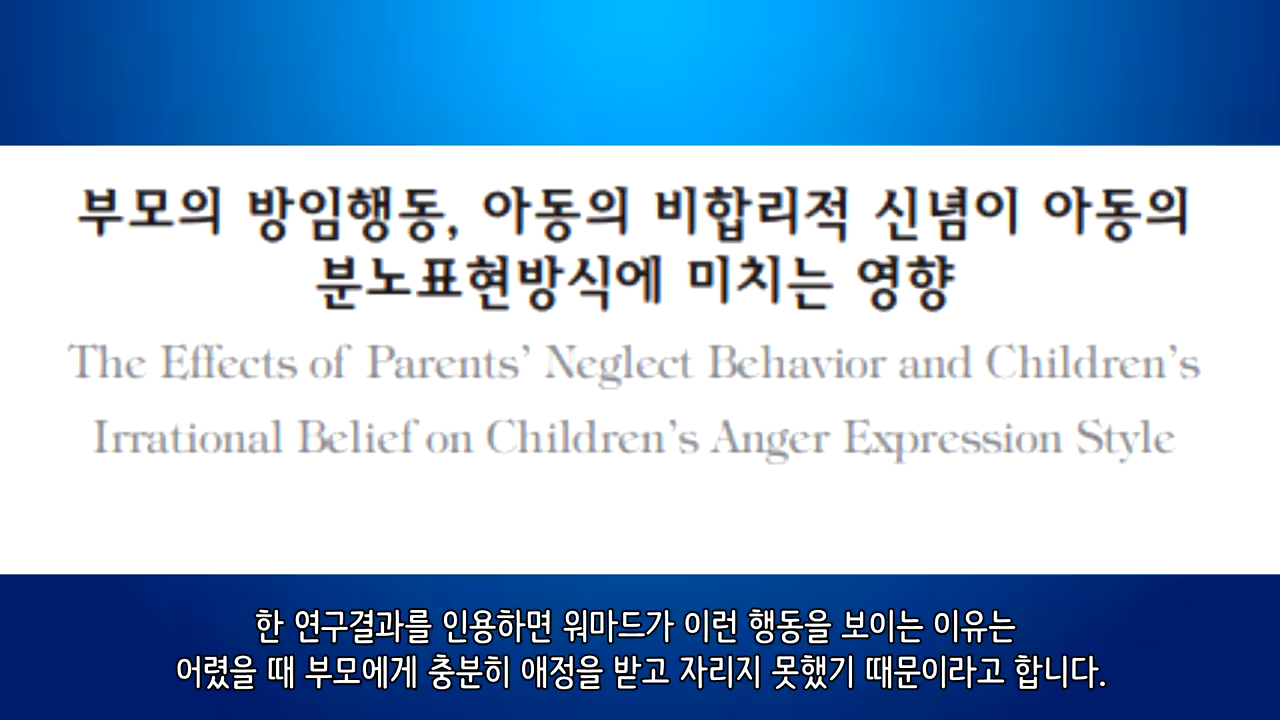 부모의 방임행동, 아동의 비합리적 신념이 아동의
분노표현방식에 미치는 영향
The Effects of Parents’ Neglect Behavior and Children’s
Irrational Belief on Children’s Anger Expression Style
한 연구결과를 인용하면 워마드가 이런 행동을 보이는 이유는
어렸을 때 부모에게 충분히 애정을 받고 자리지 못했기 때문이라고 합니다.